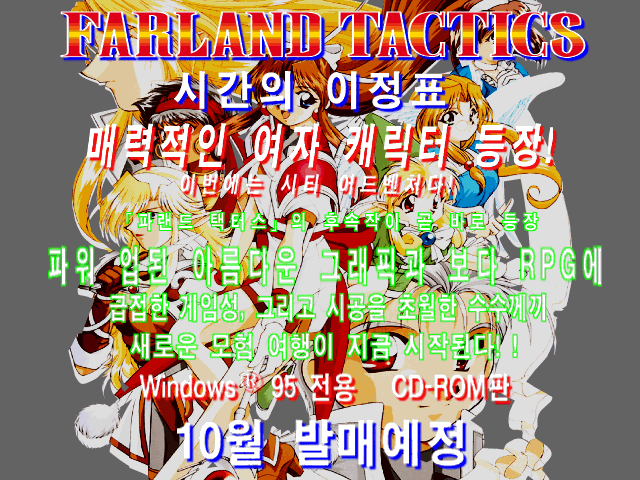 FARLAND TACTICS
시간의 이정표
매력적인 여자 캐릭터 등장!
이번에는 시티 어드벤처다!
『파랜드 택틱스』의 후속작이 곧 바로 등장
파워 업된 아름다운 그래픽과 보다 RPG에
급접한 게임성, 그리고 시공을 초월한 수수께끼
새로운 모험 여행이 지금 시작된다!!
Windows® 95 전용 CD-ROM판
10월 발매예정